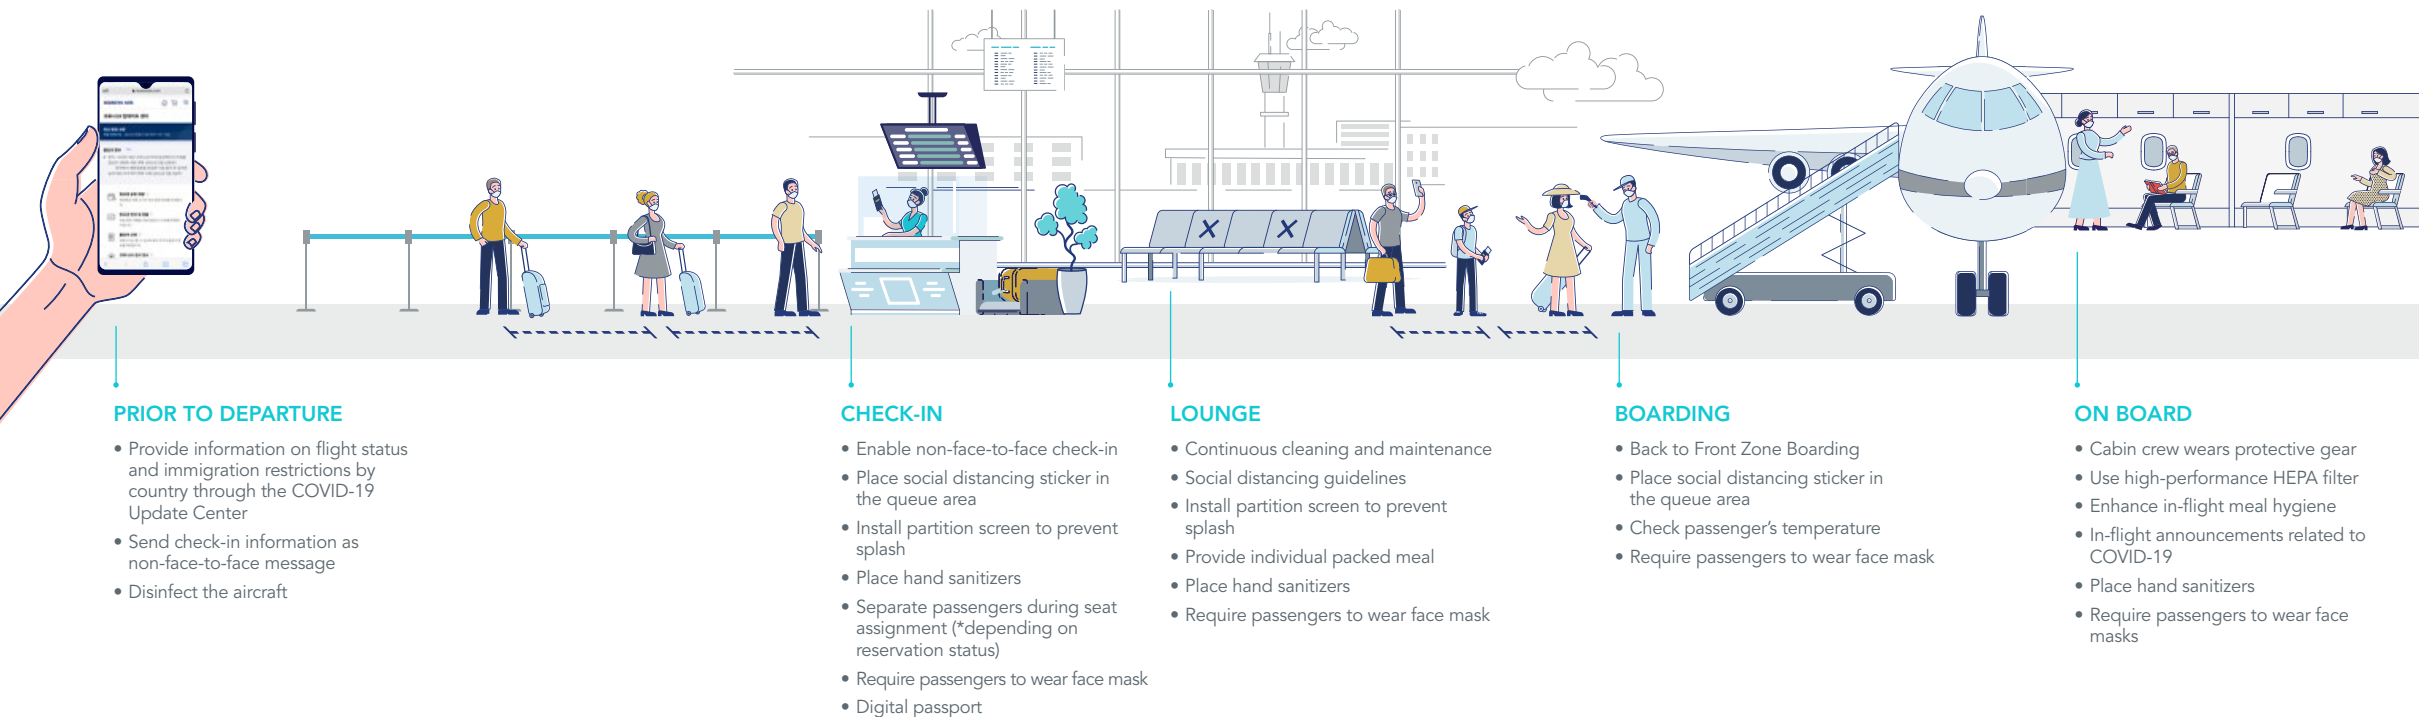 PRIOR TO DEPARTURE
• Provide information on flight status
and immigration restrictions by
country through the COVID-19
Update Center
• Send check-in information as
non-face-to-face message
• Disinfect the aircraft
CHECK-IN
• Enable non-face-to-face check-in
• Place social distancing sticker in
the queue area
• Install partition screen to prevent
splash
• Place hand sanitizers
• Separate passengers during seat
assignment (*depending on
reservation status)
• Require passengers to wear face mask
• Digital passport
LOUNGE
• Continuous cleaning and maintenance
• Social distancing guidelines
• Install partition screen to prevent
splash
• Provide individual packed meal
• Place hand sanitizers
• Require passengers to wear face mask
BOARDING
• Back to Front Zone Boarding
• Place social distancing sticker in
the queue area
• Check passenger's temperature
• Require passengers to wear face mask
ON BOARD
• Cabin crew wears protective gear
• Use high-performance HEPA filter
• Enhance in-flight meal hygiene
• In-flight announcements related to
COVID-19
• Place hand sanitizers
• Require passengers to wear face
masks